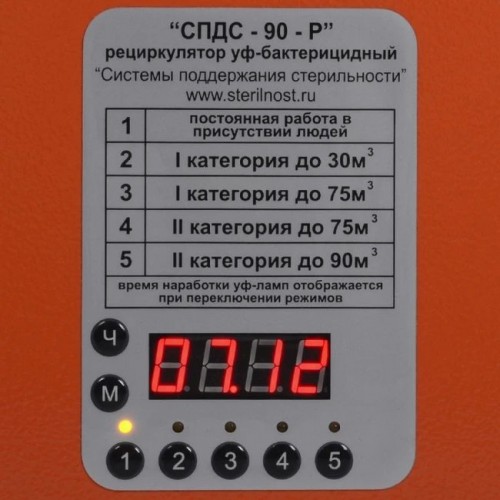 “СПДС - 90 - Р”
рециркулятор уф-бактерицидный
“Системы поддержания стерильности”
www.sterilnost.ru
1 постоянная работа в
присутствии людей
2 I категория до 30м³
3 I категория до 75м³
4 II категория до 75м³
5 II категория до 90м³
время наработки уф-ламп отображается
при переключении режимов
Ч
07.12
М
1 2 3 4 5